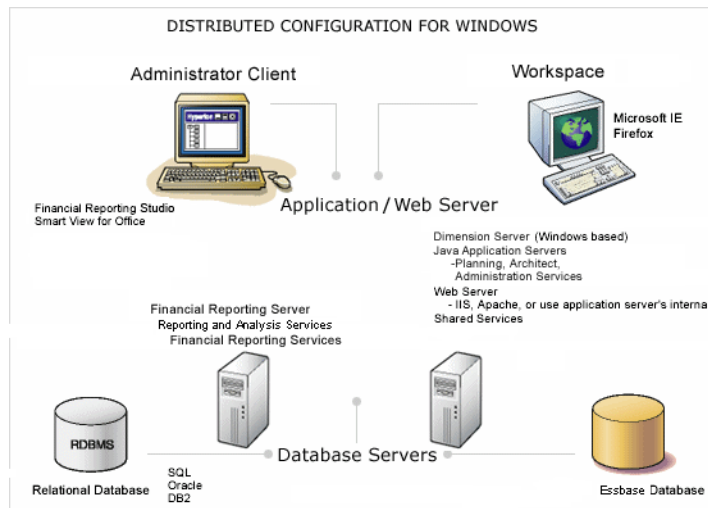 DISTRIBUTED CONFIGURATION FOR WINDOWS
Administrator Client
Workspace
Hyperion
Microsoft IE
Firefox
Financial Reporting Studio
Smart View for Office
Application / Web Server
Dimension Server (Windows based)
Java Application Servers
-Planning, Architect,
Administration Services
Web Server
- IIS, Apache, or use application server's interna
Shared Services
Financial Reporting Server
Reporting and Analysis Services
Financial Reporting Services
RDBMS
Database Servers
Relational Database
SQL
Oracle
DB2
Essbase Database